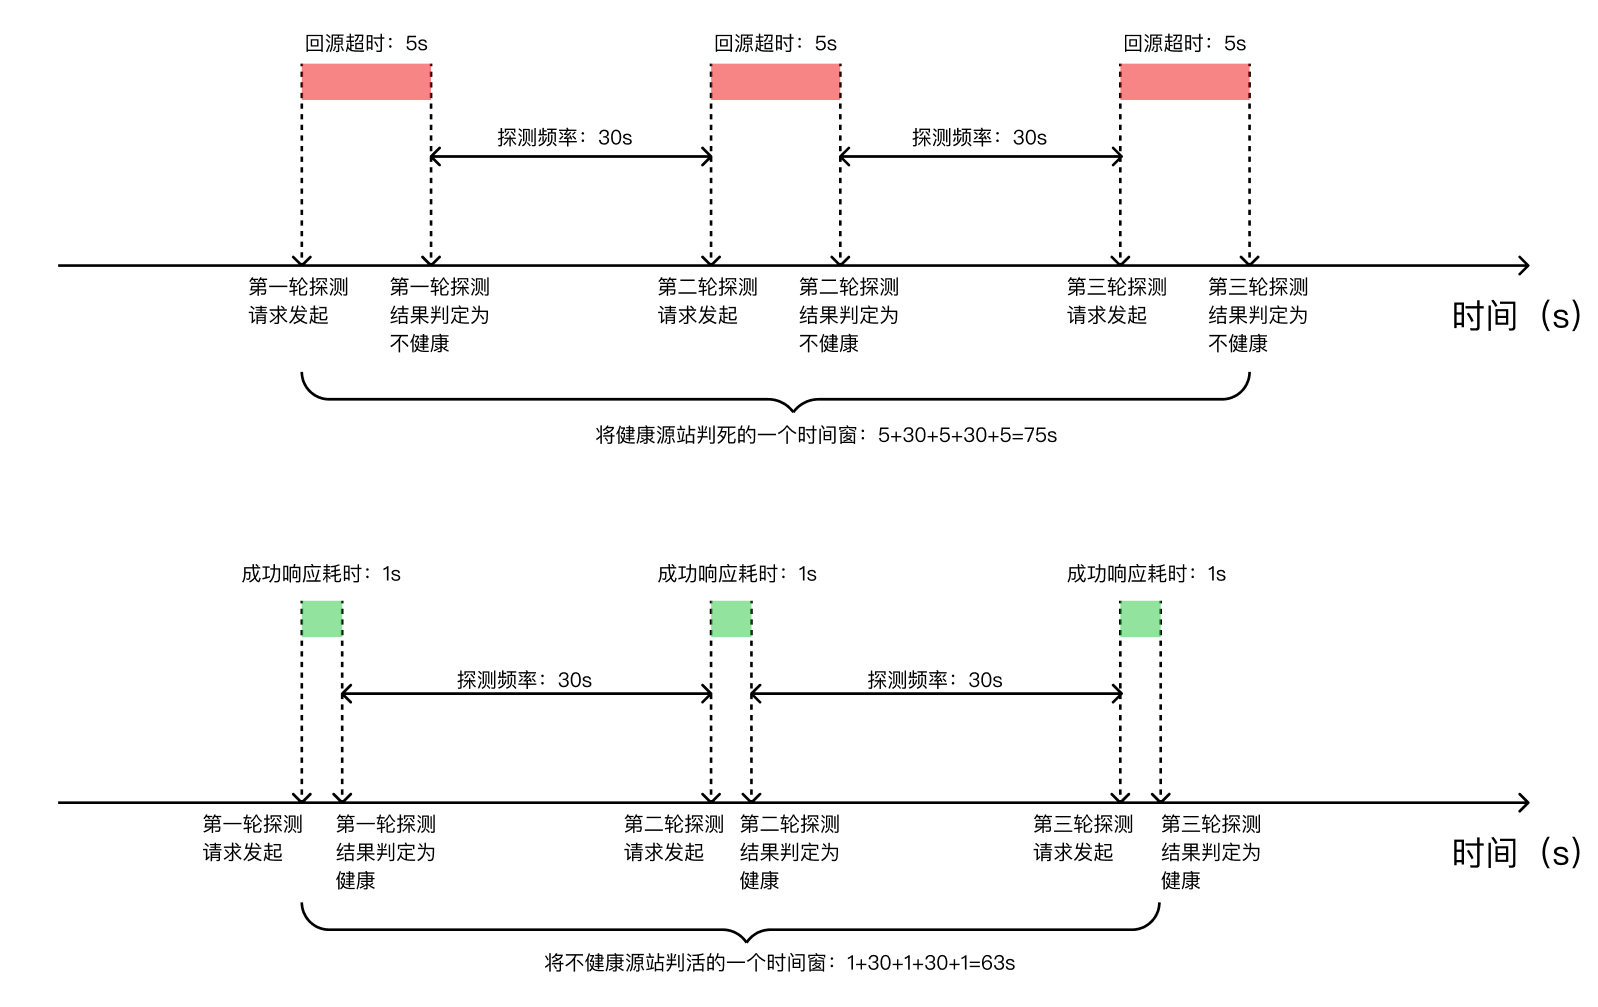 回源超时：5s
回源超时：5s
回源超时：5s
探测频率：30s
探测频率：30s
第一轮探测
请求发起
第一轮探测
结果判定为
不健康
第二轮探测
请求发起
第二轮探测
结果判定为
不健康
第三轮探测
请求发起
第三轮探测
结果判定为
不健康
时间（s）
将健康源站判死的一个时间窗：5+30+5+30+5=75s
成功响应耗时：1s
成功响应耗时：1s
成功响应耗时：1s
探测频率：30s
探测频率：30s
第一轮探测
请求发起
第一轮探测
结果判定为
健康
第二轮探测
请求发起
第二轮探测
结果判定为
健康
第三轮探测
请求发起
第三轮探测
结果判定为
健康
时间（s）
将不健康源站判活的一个时间窗：1+30+1+30+1=63s